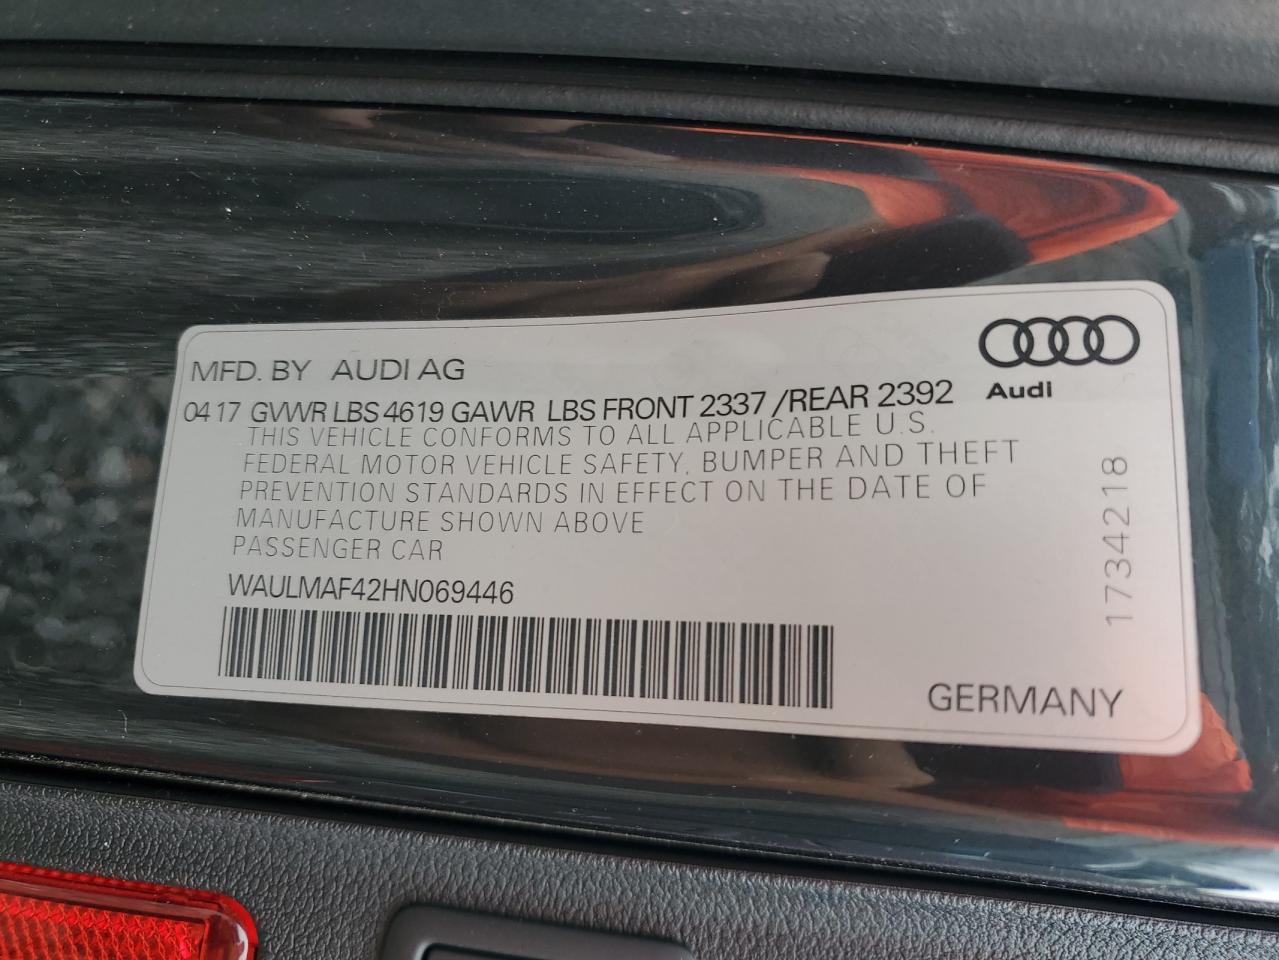 MFD. BY AUDI AG
Audi
04 17 GVWR LBS 4619 GAWR LBS FRONT 2337 /REAR 2392
THIS VEHICLE CONFORMS TO ALL APPLICABLE U.S.
FEDERAL MOTOR VEHICLE SAFETY, BUMPER AND THEFT
PREVENTION STANDARDS IN EFFECT ON THE DATE OF
MANUFACTURE SHOWN ABOVE
PASSENGER CAR
WAULMAF42HN069446
1734218
GERMANY